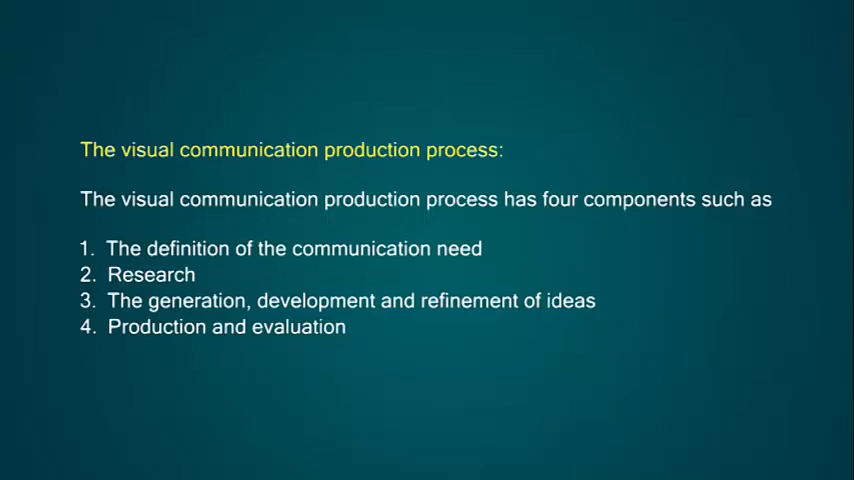 The visual communication production process:
The visual communication production process has four components such as
1. The definition of the communication need
2. Research
3. The generation, development and refinement of ideas
4. Production and evaluation